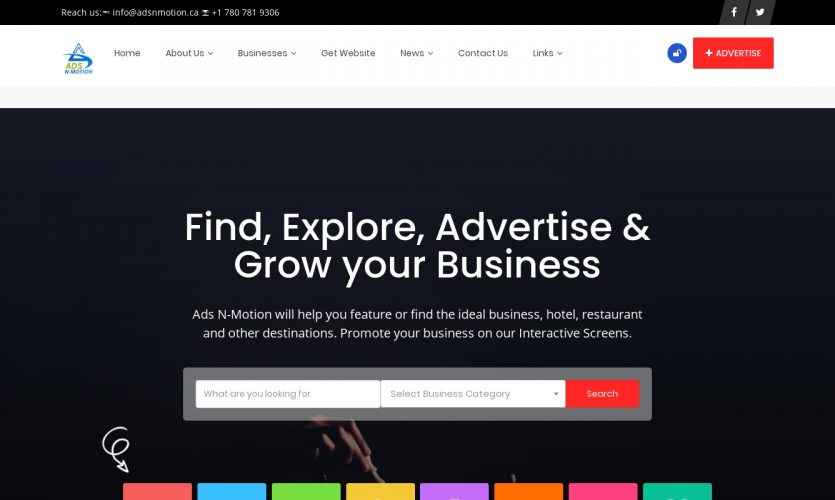 Reach us: info@adsnmotion.ca +1 780 781 9306
ADS
N-MOTION
Home About Us Businesses Get Website News Contact Us Links
+ ADVERTISE
Find, Explore, Advertise &
Grow your Business
Ads N-Motion will help you feature or find the ideal business, hotel, restaurant
and other destinations. Promote your business on our Interactive Screens.
What are you looking for Select Business Category Search